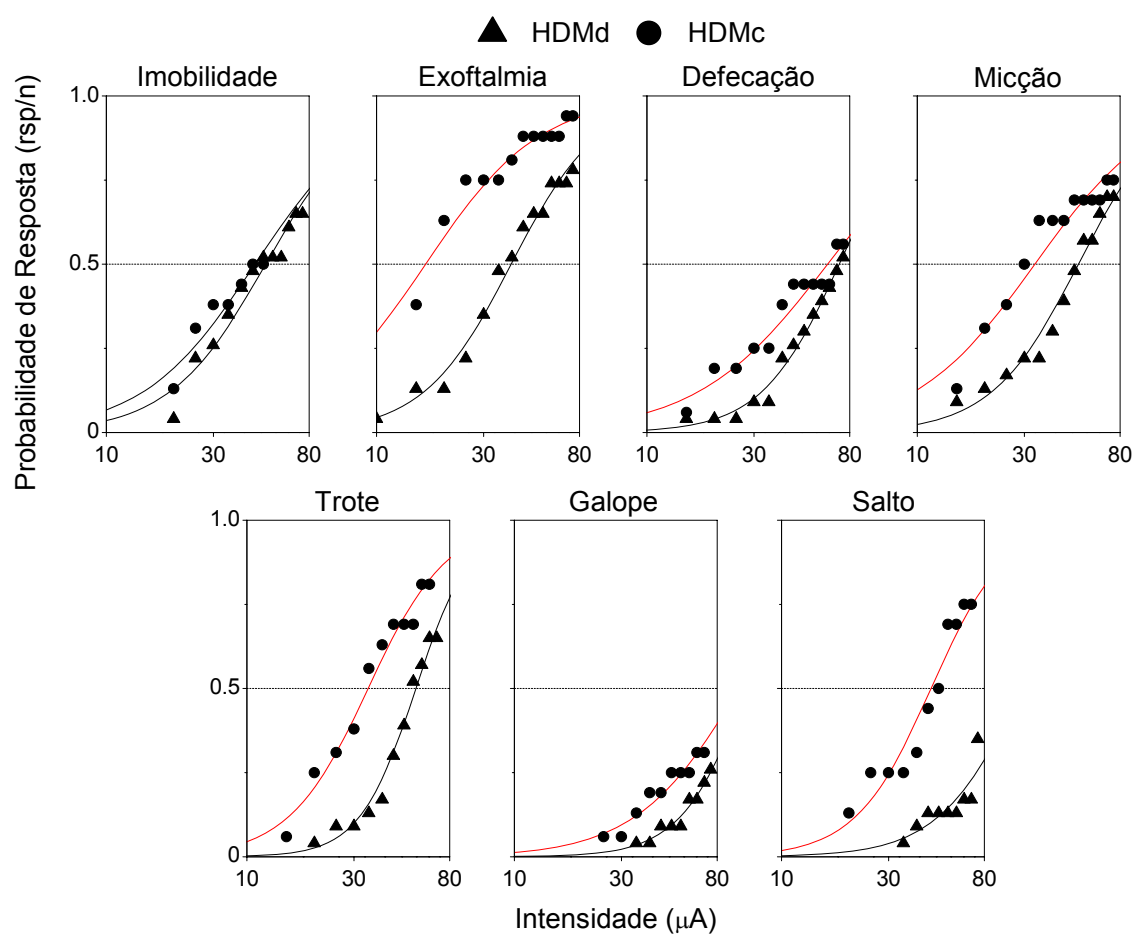 HDMd HDMc
Imobilidade Exoftalmia Defecação Micção
Probabilidade de Resposta (rsp/n)
1.0
0.5
0
10 30 80 10 30 80 10 30 80 10 30 80
Trote Galope Salto
1.0
0.5
0
10 30 80 10 30 80 10 30 80
Intensidade (μA)